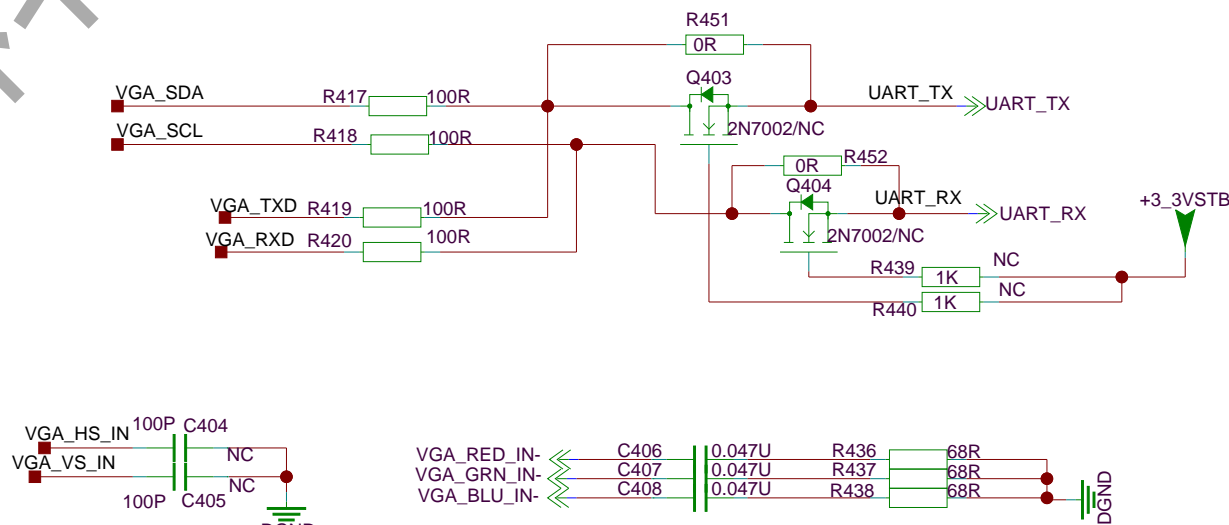 R451
0R
Q403
VGA_SDA R417 100R UART_TX UART_TX
VGA_SCL R418 100R 2N7002/NC
0R R452
Q404
VGA_TXD R419 100R UART_RX UART_RX +3_3VSTB
VGA_RXD R420 100R 2N7002/NC
R439 1K NC
R440 1K NC
VGA_HS_IN 100P C404
NC
VGA_VS_IN
NC
100P C405
DGND
VGA_RED_IN- C406 0.047U R436 68R
VGA_GRN_IN- C407 0.047U R437 68R
VGA_BLU_IN- C408 0.047U R438 68R
DGND